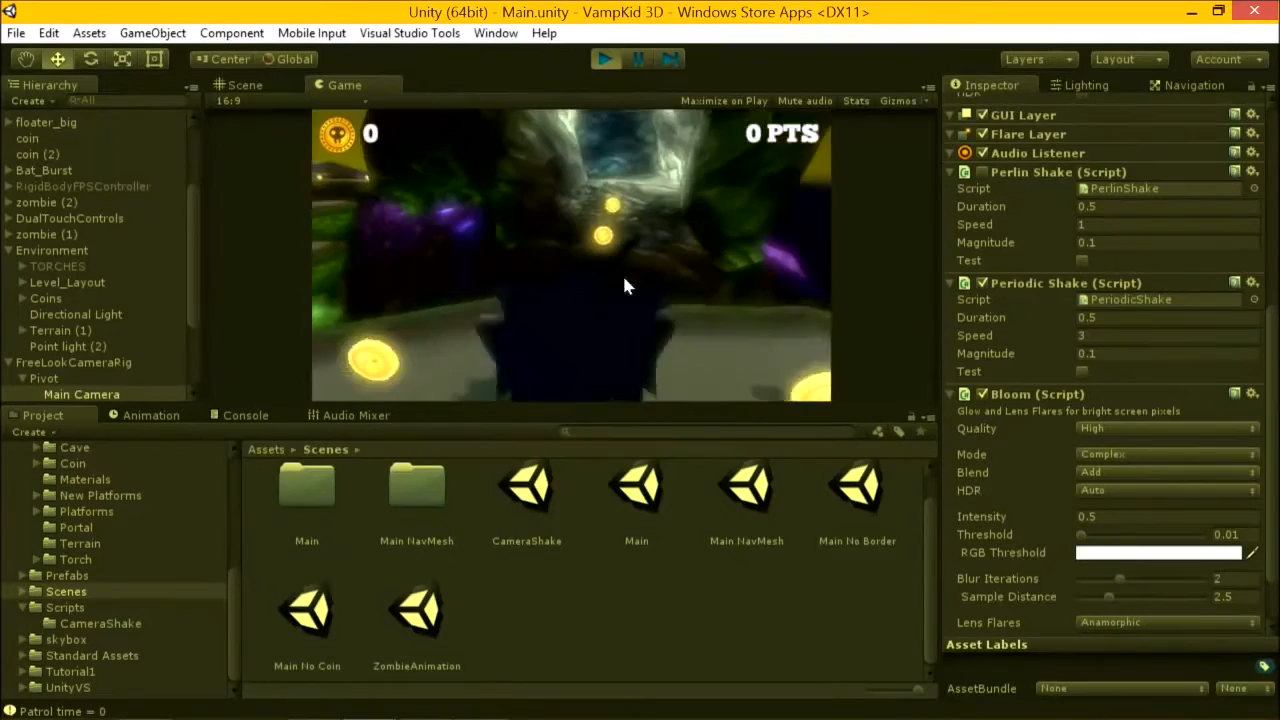 Unity (64bit) - Main.unity - VampKid 3D - Windows Store Apps <DX11>
File Edit Assets GameObject Component Mobile Input Visual Studio Tools Window Help
Center Global Layers Layout Account
Hierarchy
Create All
floater_big
coin
coin (2)
Bat_Burst
RigidBodyFPSController
zombie (2)
DualTouchControls
zombie (1)
Environment
TORCHES
Level_Layout
Coins
Directional Light
Terrain (1)
Point light (2)
FreeLookCameraRig
Pivot
Main Camera
Scene Game
16:9 Maximize on Play Mute audio Stats Gizmos
0 0 PTS
Inspector Lighting Navigation
GUI Layer
Flare Layer
Audio Listener
Perlin Shake (Script)
Script PerlinShake
Duration 0.5
Speed 1
Magnitude 0.1
Test
Periodic Shake (Script)
Script PeriodicShake
Duration 0.5
Speed 3
Magnitude 0.1
Test
Bloom (Script)
Glow and Lens Flares for bright screen pixels
Quality High
Mode Complex
Blend Add
HDR Auto
Intensity 0.5
Threshold 0.01
RGB Threshold
Blur Iterations 2
Sample Distance 2.5
Lens Flares Anamorphic
Asset Labels
AssetBundle None None
Project Animation Console Audio Mixer
Create
Cave
Coin
Materials
New Platforms
Platforms
Portal
Terrain
Torch
Prefabs
Scenes
Scripts
CameraShake
skybox
Standard Assets
Tutorial1
UnityVS
Assets Scenes
Main Main NavMesh CameraShake Main Main NavMesh Main No Border
Main No Coin ZombieAnimation
Patrol time = 0